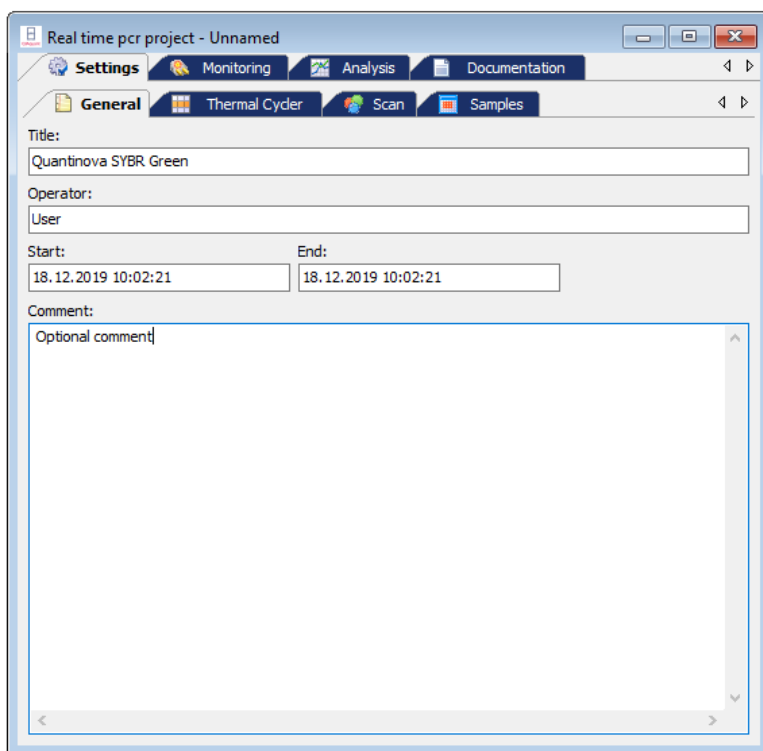 Real time pcr project - Unnamed
Settings Monitoring Analysis Documentation
General Thermal Cycler Scan Samples
Title:
Quantinova SYBR Green
Operator:
User
Start: End:
18.12.2019 10:02:21 18.12.2019 10:02:21
Comment:
Optional comment